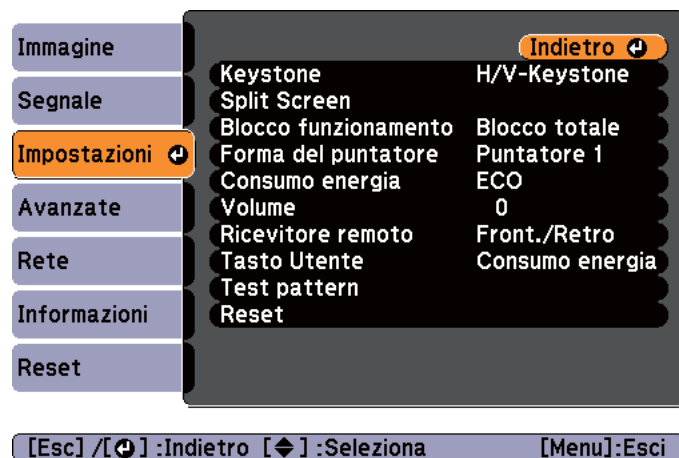 Immagine
Segnale
Impostazioni
Avanzate
Rete
Informazioni
Reset
Indietro
Keystone H/V-Keystone
Split Screen
Blocco funzionamento Blocco totale
Forma del puntatore Puntatore 1
Consumo energia ECO
Volume 0
Ricevitore remoto Front./Retro
Tasto Utente Consumo energia
Test pattern
Reset
[Esc] /[⏎] :Indietro [◆] :Seleziona [Menu]:Esci